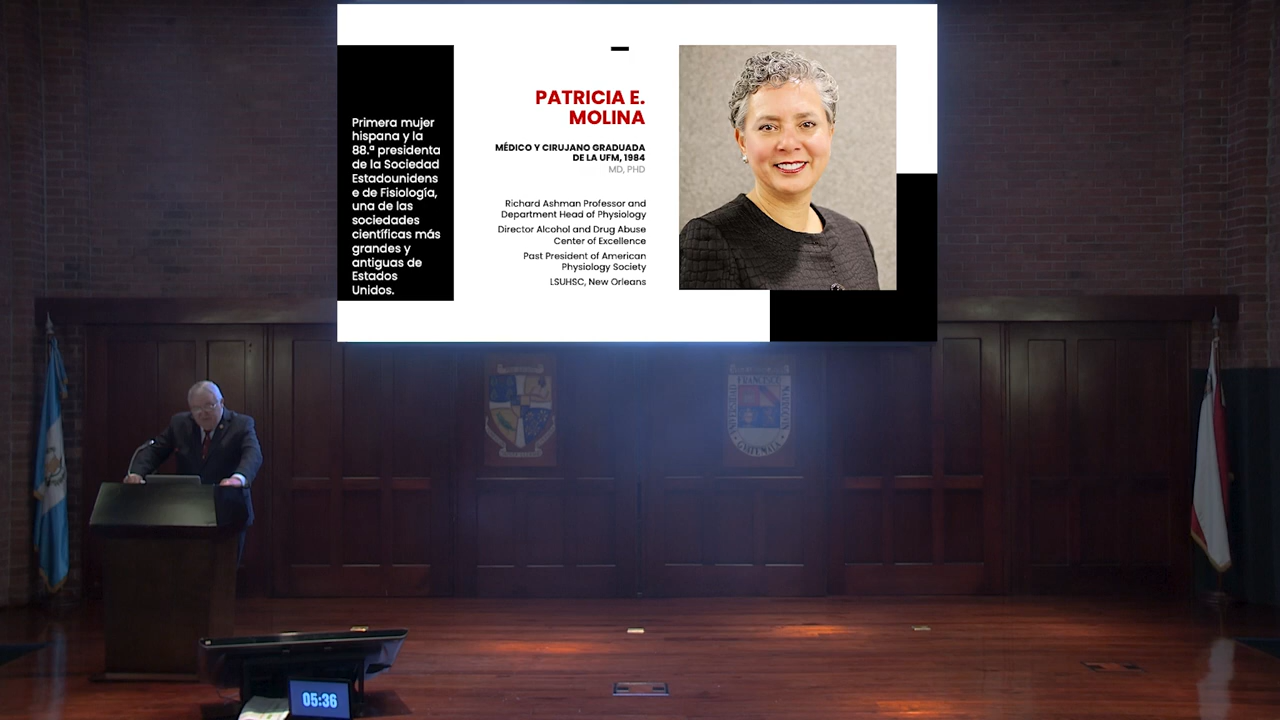 Primera mujer
hispana y la
88.ª presidenta
de la Sociedad
Estadounidens
e de Fisiología,
una de las
sociedades
científicas más
grandes y
antiguas de
Estados
Unidos.
PATRICIA E.
MOLINA
MÉDICO Y CIRUJANO GRADUADA
DE LA UFM, 1984
MD, PHD
Richard Ashman Professor and
Department Head of Physiology
Director Alcohol and Drug Abuse
Center of Excellence
Past President of American
Physiology Society
LSUHSC, New Orleans
FRANCISCO
MARROQUIN
GUATEMALA
05:36